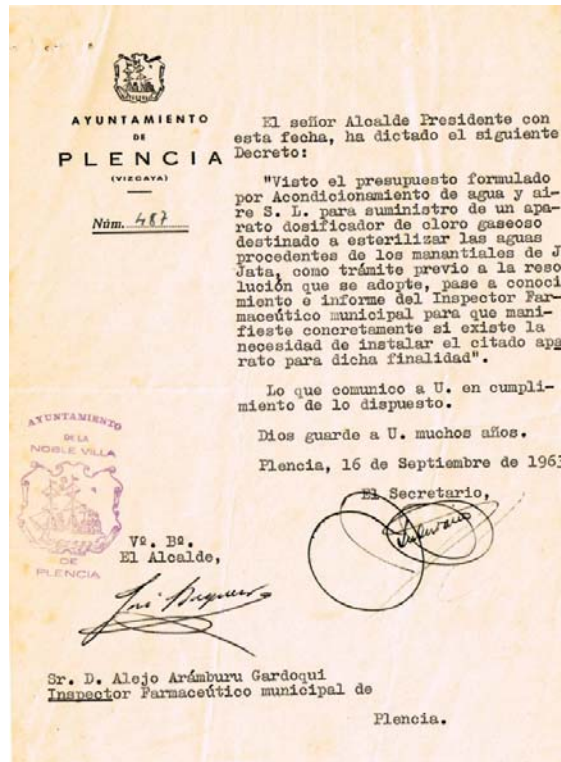 AYUNTAMIENTO
DE
PLENCIA
(VIZCAYA)
Núm. 487
El señor Alcalde Presidente con
esta fecha, ha dictado el siguiente
Decreto:
"Visto el presupuesto formulado
por Acondicionamiento de agua y ai-
re S. L. para suministro de un apa-
rato dosificador de cloro gaseoso
destinado a esterilizar las aguas
procedentes de los manantiales de J
Jata, como trámite previo a la reso
lución que se adopte, pase a conoci
miento e informe del Inspector Far-
maceútico municipal para que mani-
fieste concretamente si existe la
necesidad de instalar el citado apa
rato para dicha finalidad".
Lo que comunico a U. en cumpli-
miento de lo dispuesto.
Dios guarde a U. muchos años.
Plencia, 16 de Septiembre de 1963
El Secretario,
AYUNTAMIENTO
DE LA
NOBLE VILLA
DE
PLENCIA
Vº. Bº.
El Alcalde,
Sr. D. Alejo Arámburu Gardoqui
Inspector Farmaceútico municipal de
Plencia.